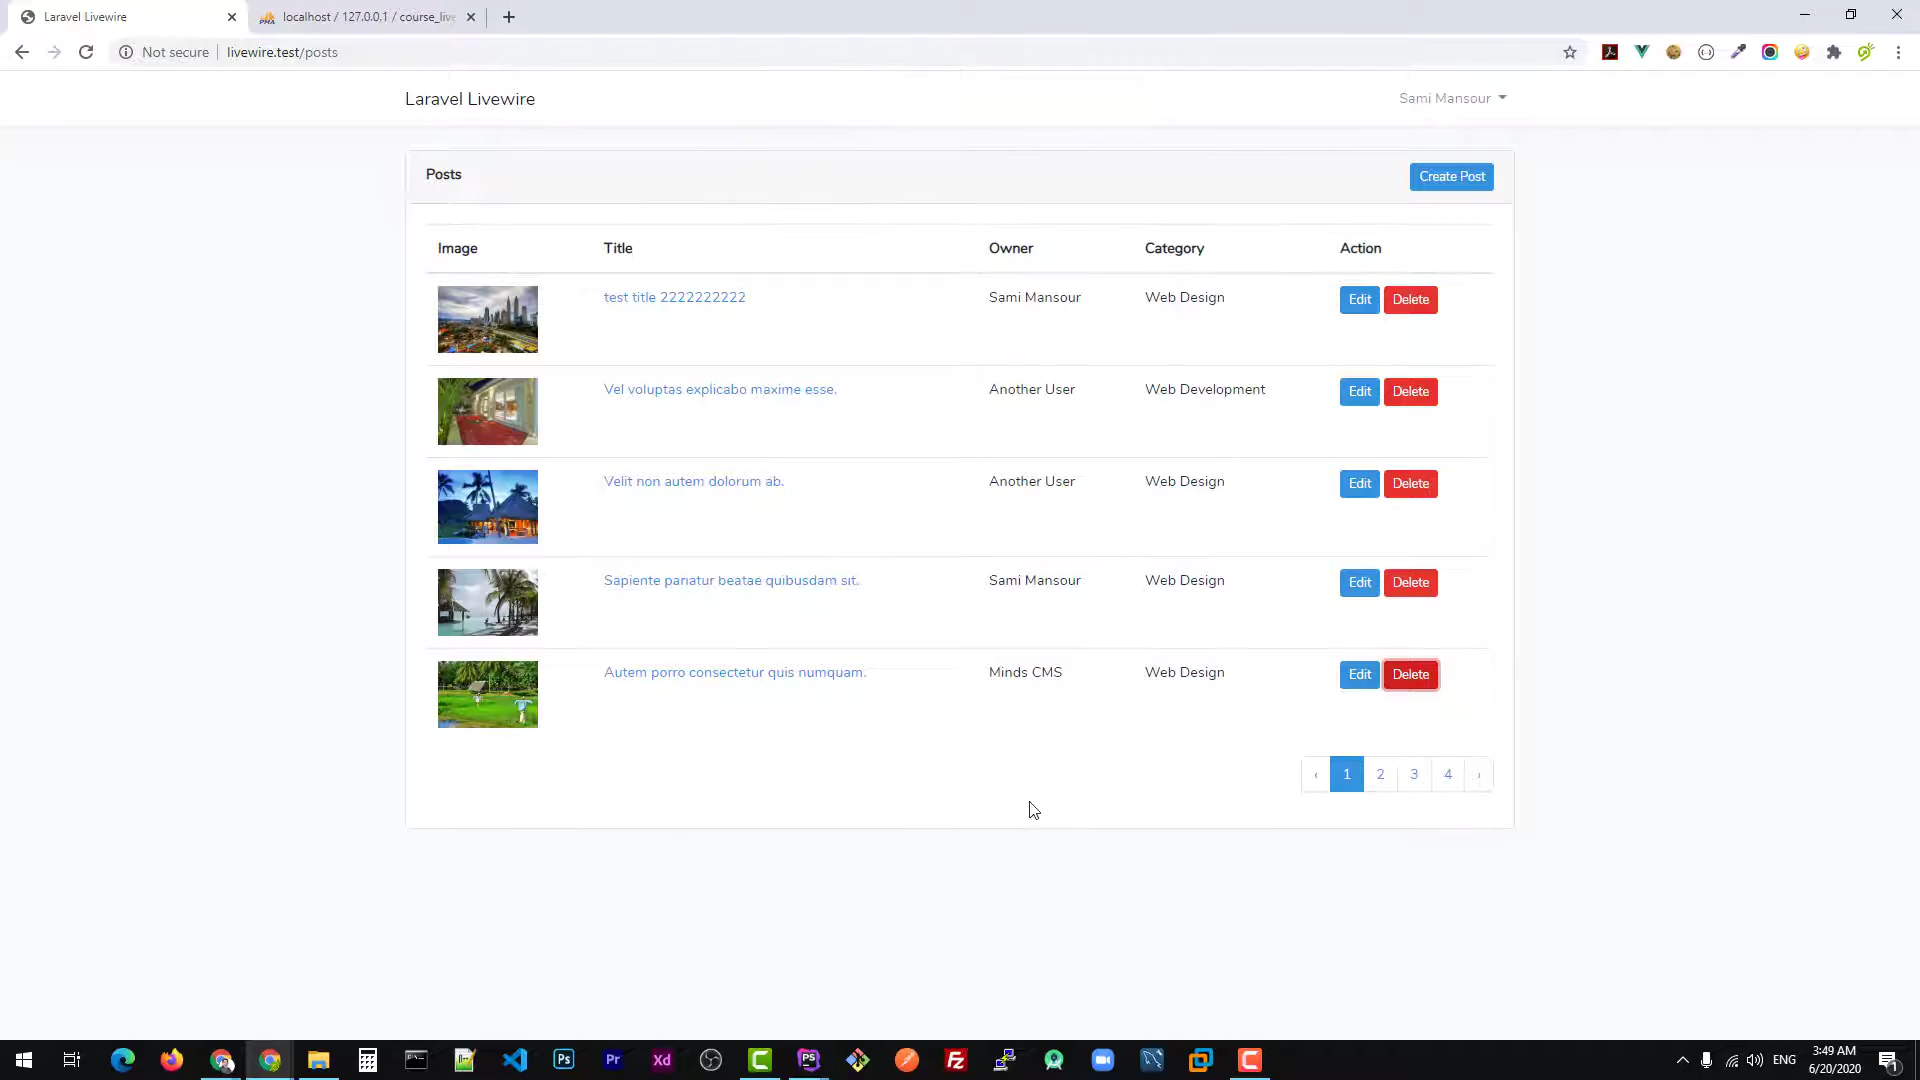 Laravel Livewire
localhost / 127.0.0.1 / course_live
Not secure
livewire.test/posts
Laravel Livewire
Sami Mansour
Posts
Create Post
Image Title Owner Category Action
test title 2222222222 Sami Mansour Web Design Edit Delete
Vel voluptas explicabo maxime esse. Another User Web Development Edit Delete
Velit non autem dolorum ab. Another User Web Design Edit Delete
Sapiente pariatur beatae quibusdam sit. Sami Mansour Web Design Edit Delete
Autem porro consectetur quis numquam. Minds CMS Web Design Edit Delete
‹ 1 2 3 4 ›
ENG
3:49 AM
6/20/2020